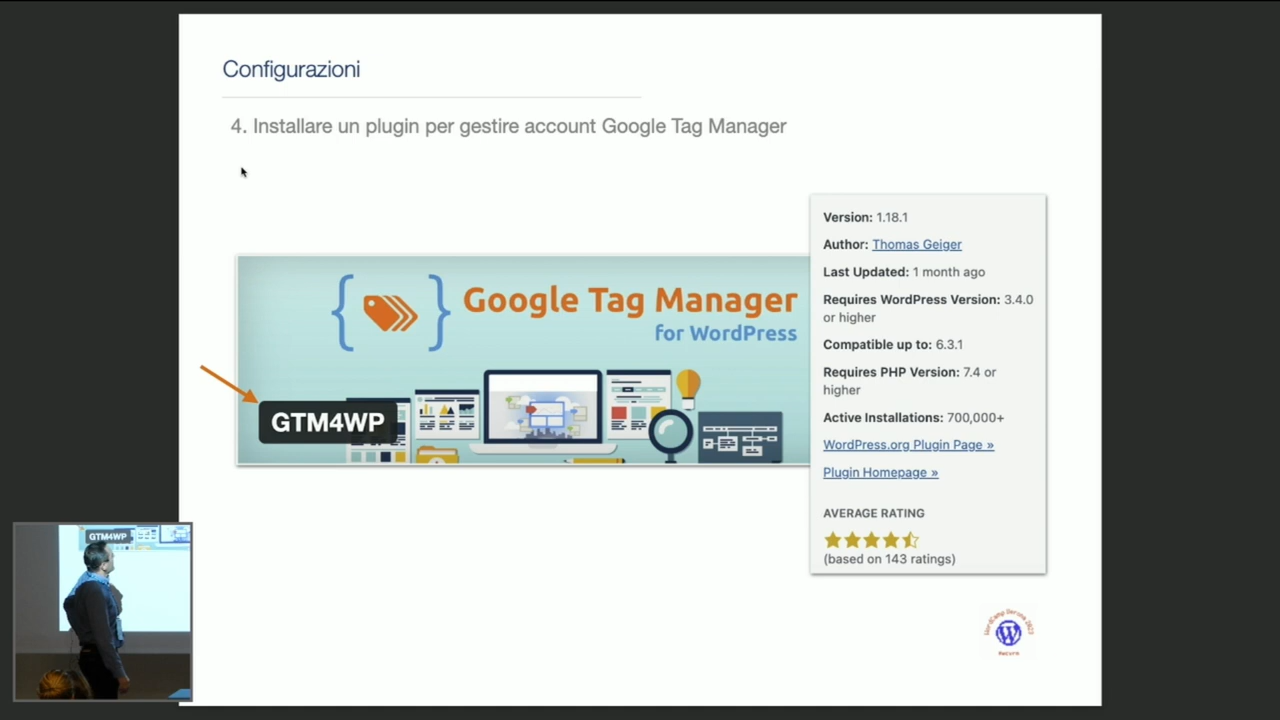 Configurazioni
4. Installare un plugin per gestire account Google Tag Manager
Google Tag Manager
for WordPress
GTM4WP
Version: 1.18.1
Author: Thomas Geiger
Last Updated: 1 month ago
Requires WordPress Version: 3.4.0
or higher
Compatible up to: 6.3.1
Requires PHP Version: 7.4 or
higher
Active Installations: 700,000+
WordPress.org Plugin Page »
Plugin Homepage »
AVERAGE RATING
(based on 143 ratings)
GTM4WP
WordCamp Verona 2023